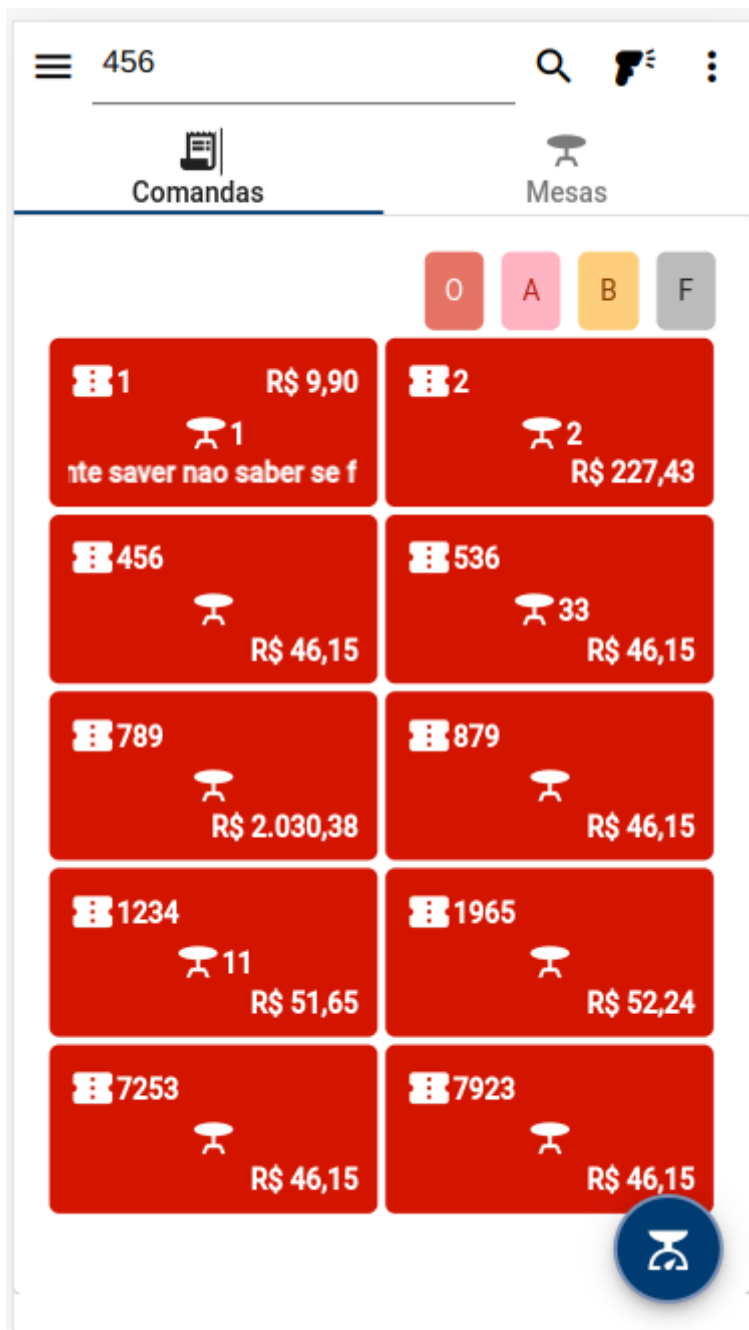 456
Comandas
Mesas
O A B F
1 R$ 9,90
1
nte saver nao saber se f
2
2
R$ 227,43
456
R$ 46,15
536
33
R$ 46,15
789
R$ 2.030,38
879
R$ 46,15
1234
11
R$ 51,65
1965
R$ 52,24
7253
R$ 46,15
7923
R$ 46,15